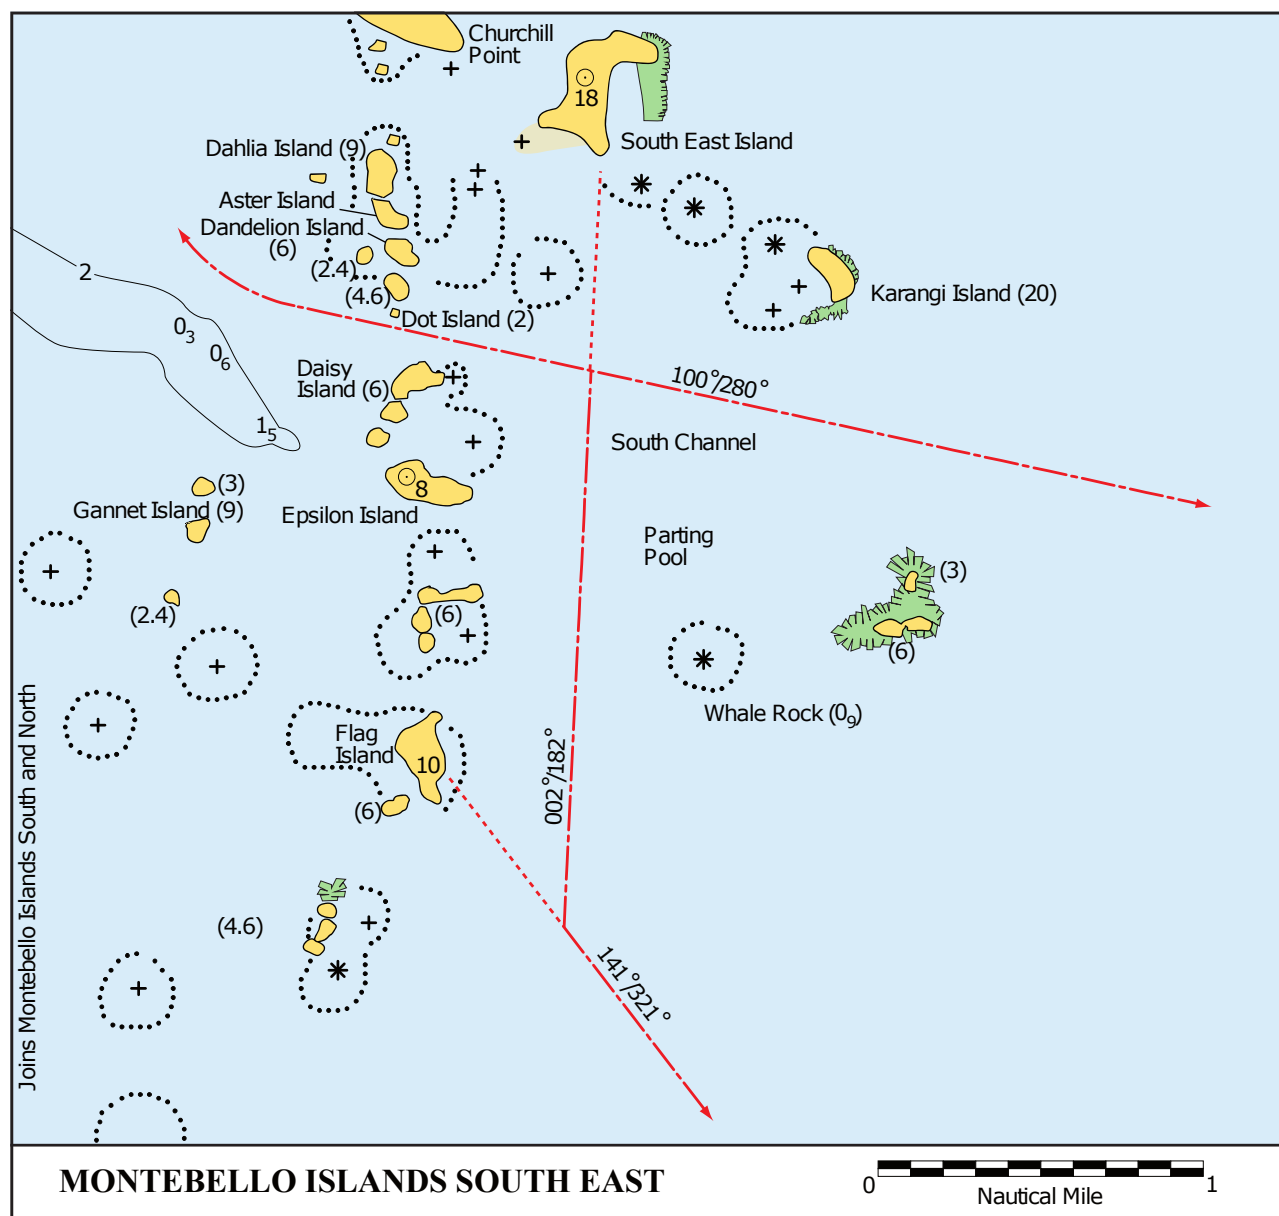 Churchill
Point
18
South East Island
Dahlia Island (9)
Aster Island
Dandelion Island
(6)
(2.4)
(4.6)
Dot Island (2)
Karangi Island (20)
2
0₃
0₆
1₅
Daisy
Island (6)
100°/280°
South Channel
(3)
Gannet Island (9)
8
Epsilon Island
Parting
Pool
(3)
(2.4)
(6)
(6)
Whale Rock (0₉)
Flag
Island
10
(6)
002°/182°
(4.6)
141°/321°
Joins Montebello Islands South and North
MONTEBELLO ISLANDS SOUTH EAST
0 1
Nautical Mile